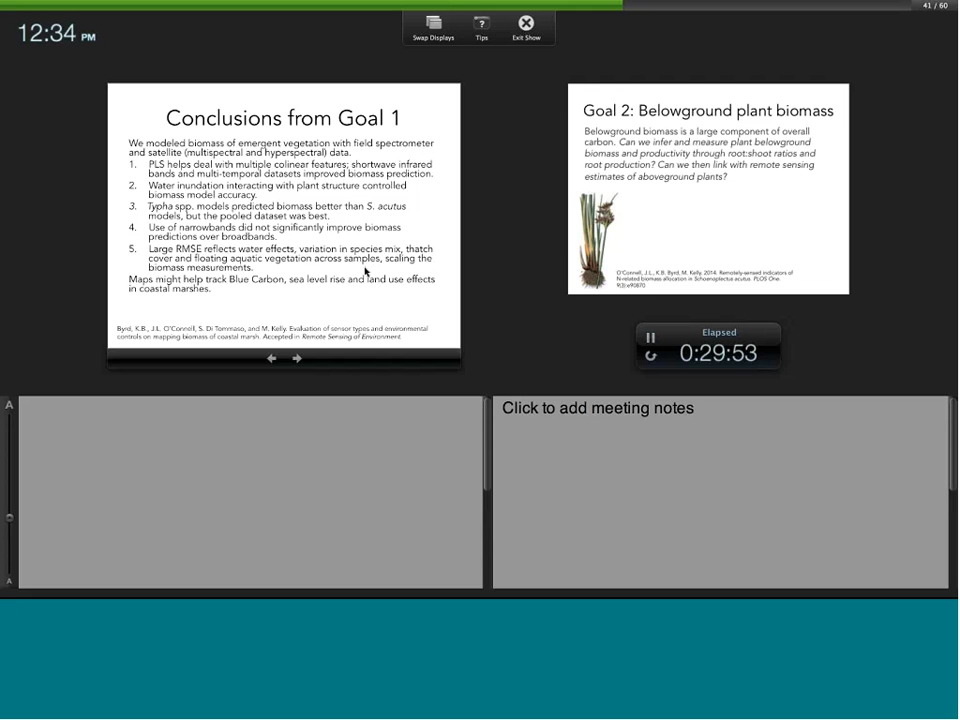 41 / 60
12:34 PM
Swap Displays
Tips
Exit Show
Conclusions from Goal 1
We modeled biomass of emergent vegetation with field spectrometer
and satellite (multispectral and hyperspectral) data.
1. PLS helps deal with multiple colinear features; shortwave infrared
bands and multi-temporal datasets improved biomass prediction.
2. Water inundation interacting with plant structure controlled
biomass model accuracy.
3. Typha spp. models predicted biomass better than S. acutus
models, but the pooled dataset was best.
4. Use of narrowbands did not significantly improve biomass
predictions over broadbands.
5. Large RMSE reflects water effects, variation in species mix, thatch
cover and floating aquatic vegetation across samples, scaling the
biomass measurements.
Maps might help track Blue Carbon, sea level rise and land use effects
in coastal marshes.
Byrd, K.B., J.L. O'Connell, S. Di Tommaso, and M. Kelly. Evaluation of sensor types and environmental
controls on mapping biomass of coastal marsh. Accepted in Remote Sensing of Environment
Goal 2: Belowground plant biomass
Belowground biomass is a large component of overall
carbon. Can we infer and measure plant belowground
biomass and productivity through root:shoot ratios and
root production? Can we then link with remote sensing
estimates of aboveground plants?
O'Connell, J.L., K.B. Byrd, M. Kelly. 2014. Remotely-sensed indicators of
N-related biomass allocation in Schoenoplectus acutus. PLOS One.
9(3):e90870
Elapsed
0:29:53
A
A
Click to add meeting notes